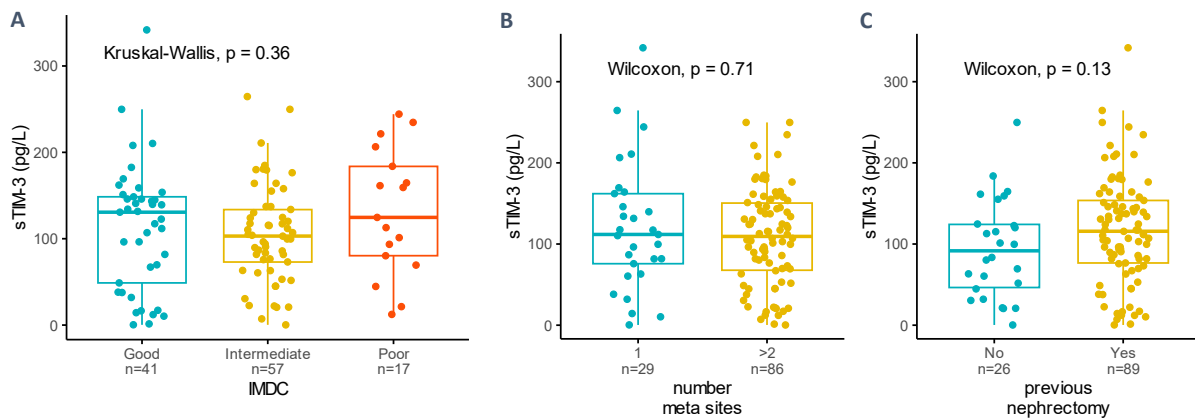 A
Kruskal-Wallis, p = 0.36
sTIM-3 (pg/L)
300
200
100
0
Good
n=41
Intermediate
n=57
Poor
n=17
IMDC
B
Wilcoxon, p = 0.71
sTIM-3 (pg/L)
300
200
100
0
1
n=29
>2
n=86
number
meta sites
C
Wilcoxon, p = 0.13
sTIM-3 (pg/L)
300
200
100
0
No
n=26
Yes
n=89
previous
nephrectomy